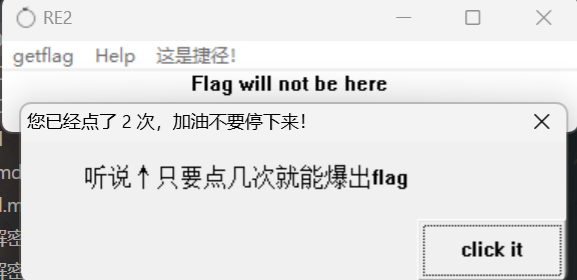 RE2
getflag Help 这是捷径!
Flag will not be here
您已经点了 2 次，加油不要停下来!
md
听说↑只要点几次就能爆出flag
l.m
解密
click it
解密